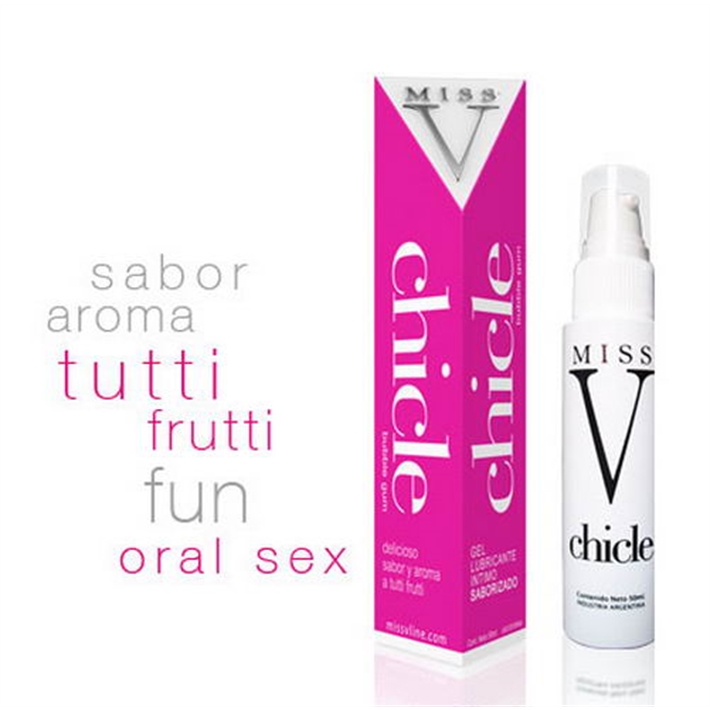 sabor
aroma
tutti
frutti
fun
oral sex
MISS
V
chicle
bubble gum
delicioso
sabor y aroma
a tutti frutti
missvline.com
chicle
bubble gum
GEL
LUBRICANTE
INTIMO
SABORIZADO
MISS
V
chicle
Contenido Neto 50ml.
INDUSTRIA ARGENTINA